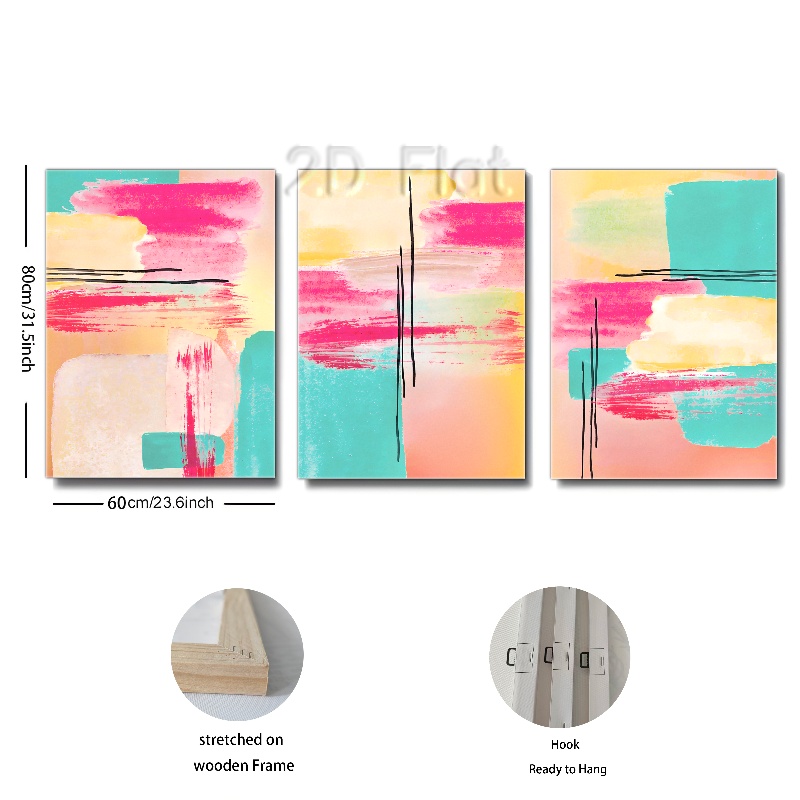 2D Flat
80cm/31.5inch
60cm/23.6inch
stretched on
wooden Frame
Hook
Ready to Hang